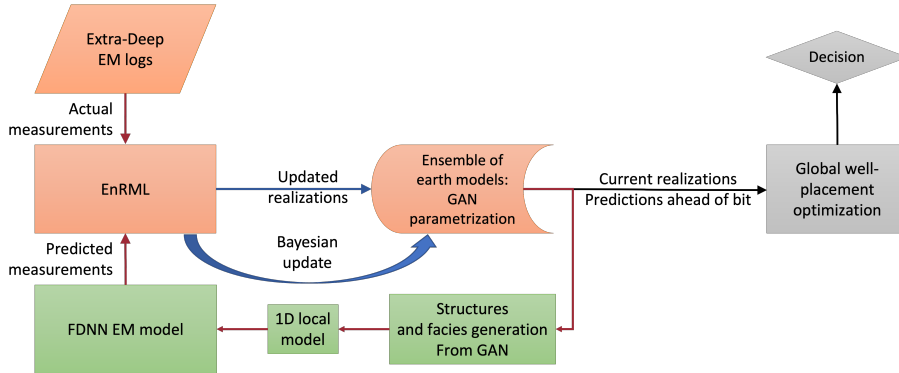 Extra-Deep
EM logs
Decision
Actual
measurements
EnRML
Updated
realizations
Ensemble of
earth models:
GAN
parametrization
Current realizations
Predictions ahead of bit
Global well-
placement
optimization
Bayesian
update
Predicted
measurements
FDNN EM model
1D local
model
Structures
and facies generation
From GAN